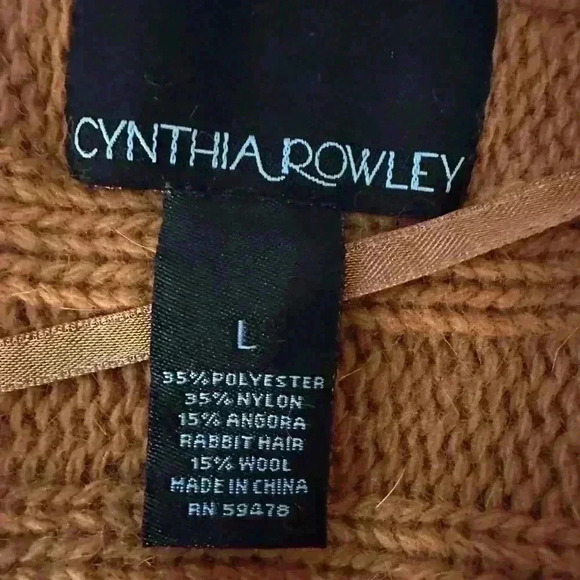 CYNTHIA ROWLEY
L
35% POLYESTER
35% NYLON
15% ANGORA
RABBIT HAIR
15% WOOL
MADE IN CHINA
RN 59478